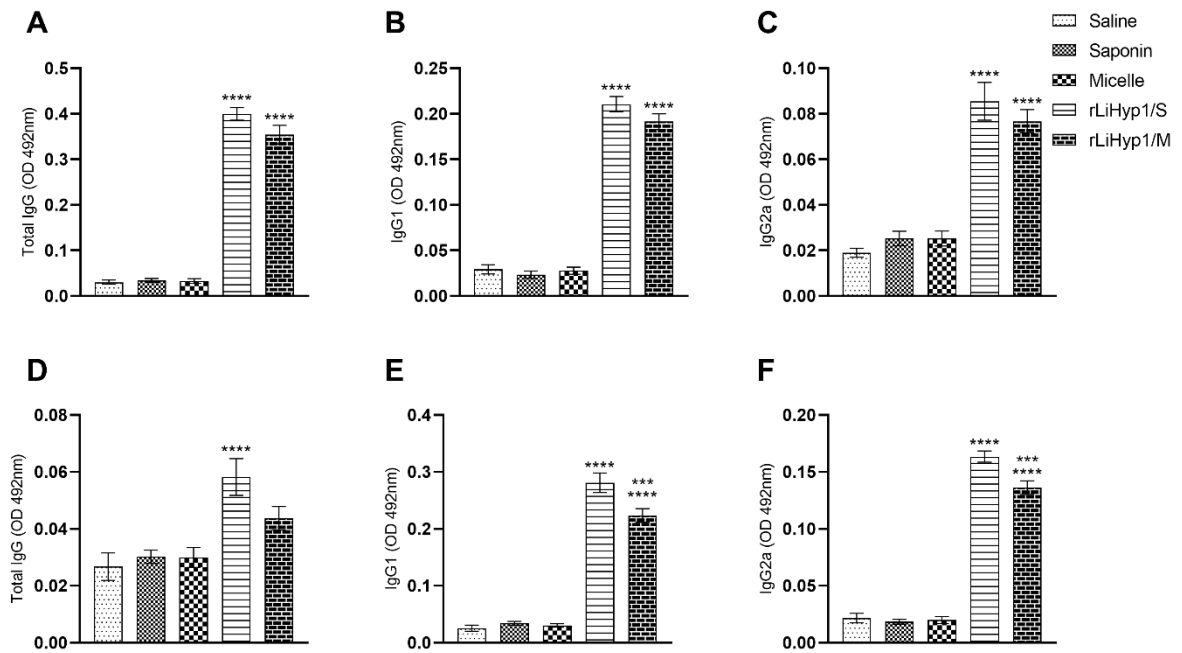 A
Total IgG (OD 492nm)
0.5
0.4
0.3
0.2
0.1
0.0
****
****
B
IgG1 (OD 492nm)
0.25
0.20
0.15
0.10
0.05
0.00
****
****
C
IgG2a (OD 492nm)
0.10
0.08
0.06
0.04
0.02
0.00
****
****
Saline
Saponin
Micelle
rLiHyp1/S
rLiHyp1/M
D
Total IgG (OD 492nm)
0.08
0.06
0.04
0.02
0.00
****
E
IgG1 (OD 492nm)
0.4
0.3
0.2
0.1
0.0
****
***
****
F
IgG2a (OD 492nm)
0.20
0.15
0.10
0.05
0.00
****
***
****